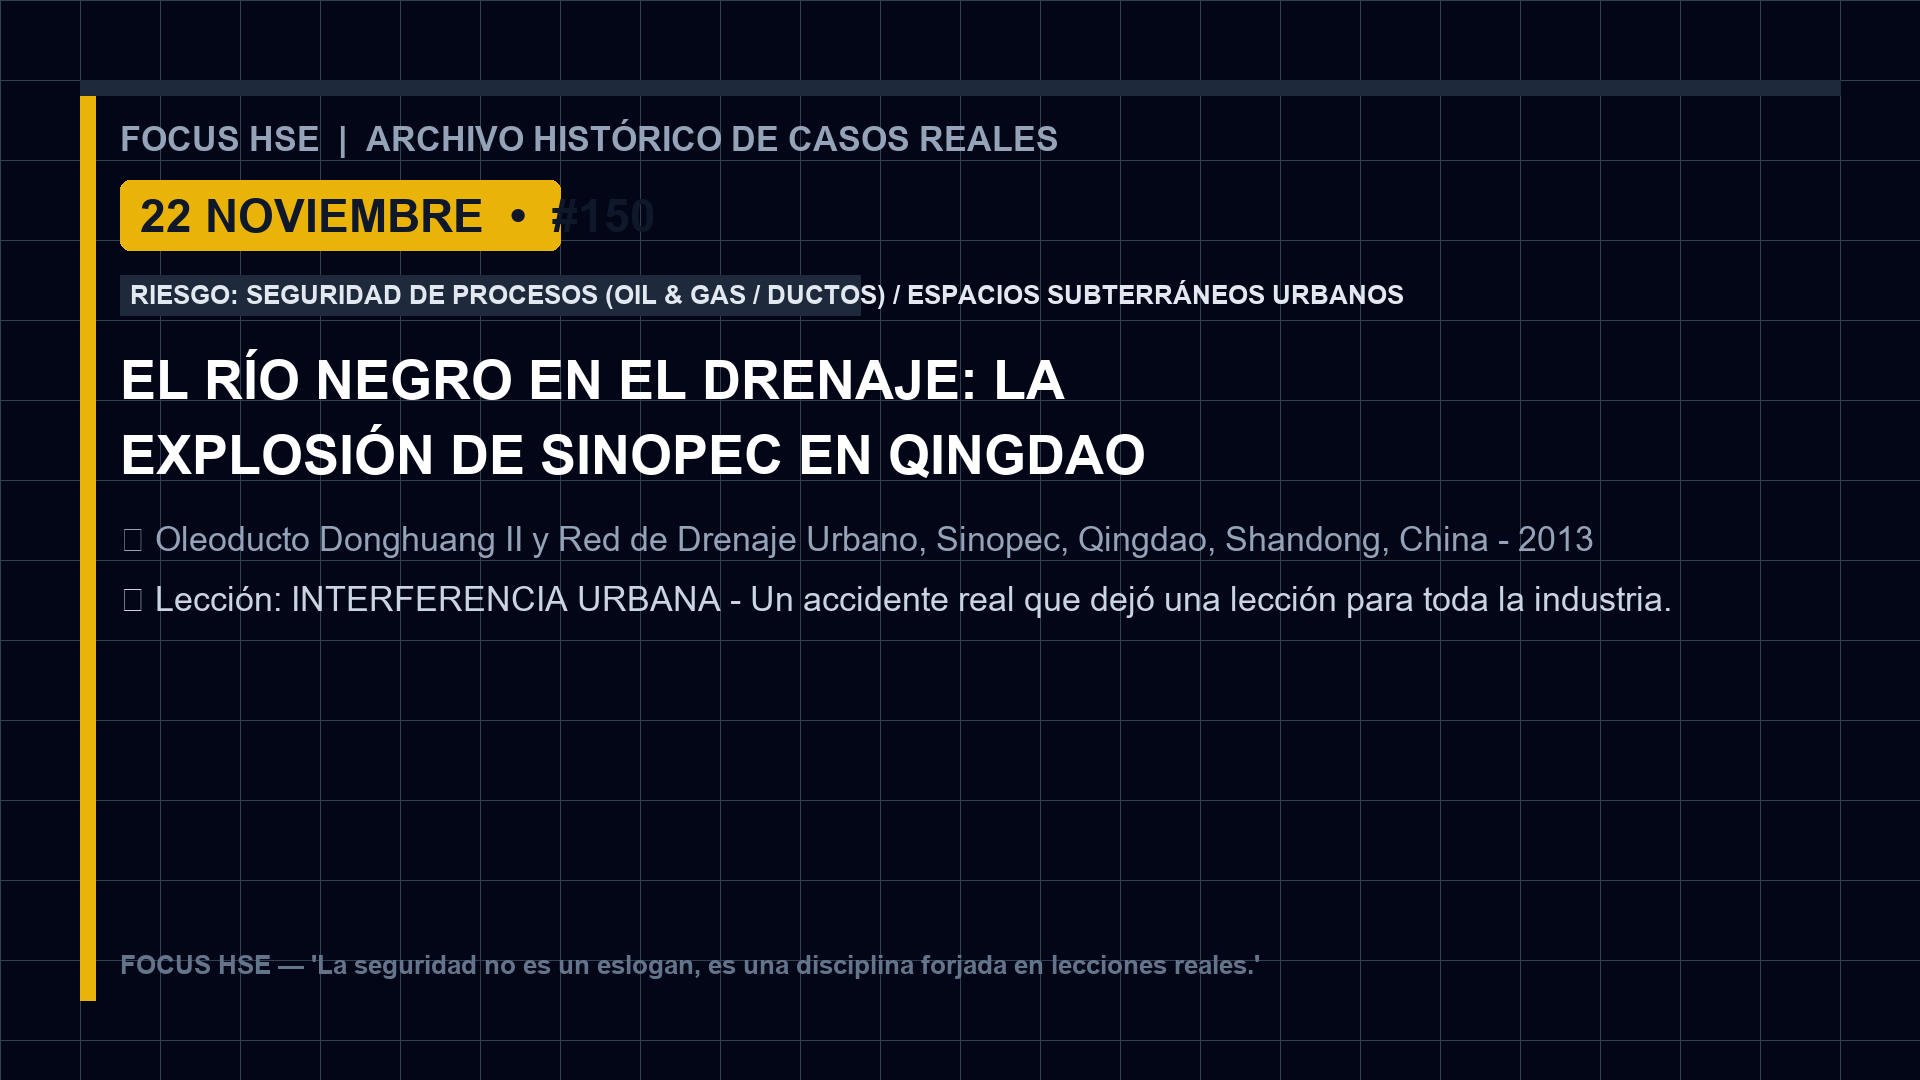 FOCUS HSE | ARCHIVO HISTÓRICO DE CASOS REALES
22 NOVIEMBRE • #150
RIESGO: SEGURIDAD DE PROCESOS (OIL & GAS / DUCTOS) / ESPACIOS SUBTERRÁNEOS URBANOS
EL RÍO NEGRO EN EL DRENAJE: LA
EXPLOSIÓN DE SINOPEC EN QINGDAO
Oleoducto Donghuang II y Red de Drenaje Urbano, Sinopec, Qingdao, Shandong, China - 2013
Lección: INTERFERENCIA URBANA - Un accidente real que dejó una lección para toda la industria.
FOCUS HSE — 'La seguridad no es un eslogan, es una disciplina forjada en lecciones reales.'